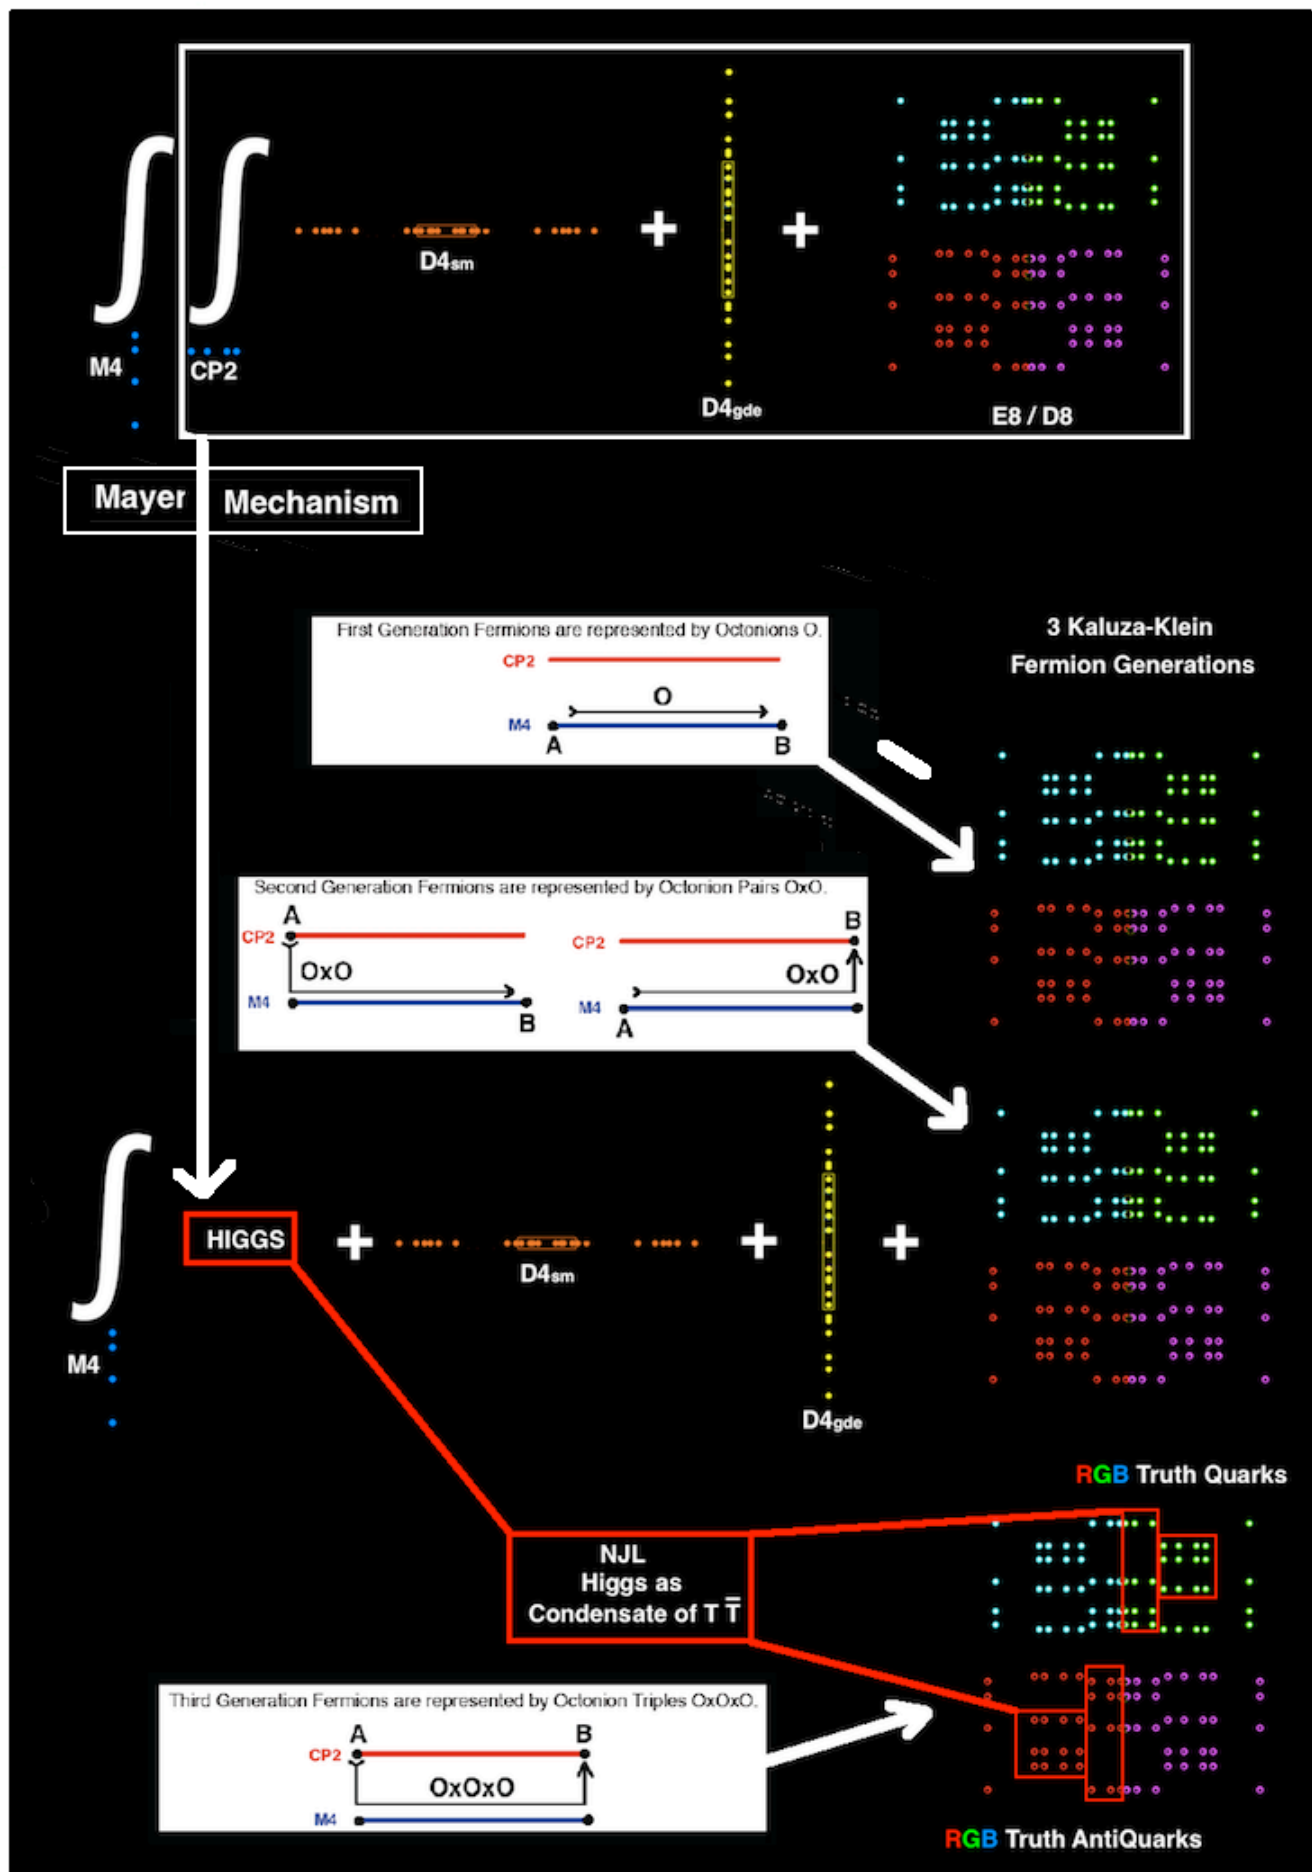 D4sm
M4
CP2
D4gde
E8 / D8
Mayer Mechanism
First Generation Fermions are represented by Octonions O.
CP2
O
M4
A
B
3 Kaluza-Klein
Fermion Generations
Second Generation Fermions are represented by Octonion Pairs OxO.
A
CP2
OxO
M4
B
B
CP2
OxO
M4
A
HIGGS
D4sm
M4
D4gde
RGB Truth Quarks
NJL
Higgs as
Condensate of T T̅
Third Generation Fermions are represented by Octonion Triples OxOxO.
A
B
CP2
OxOxO
M4
RGB Truth AntiQuarks